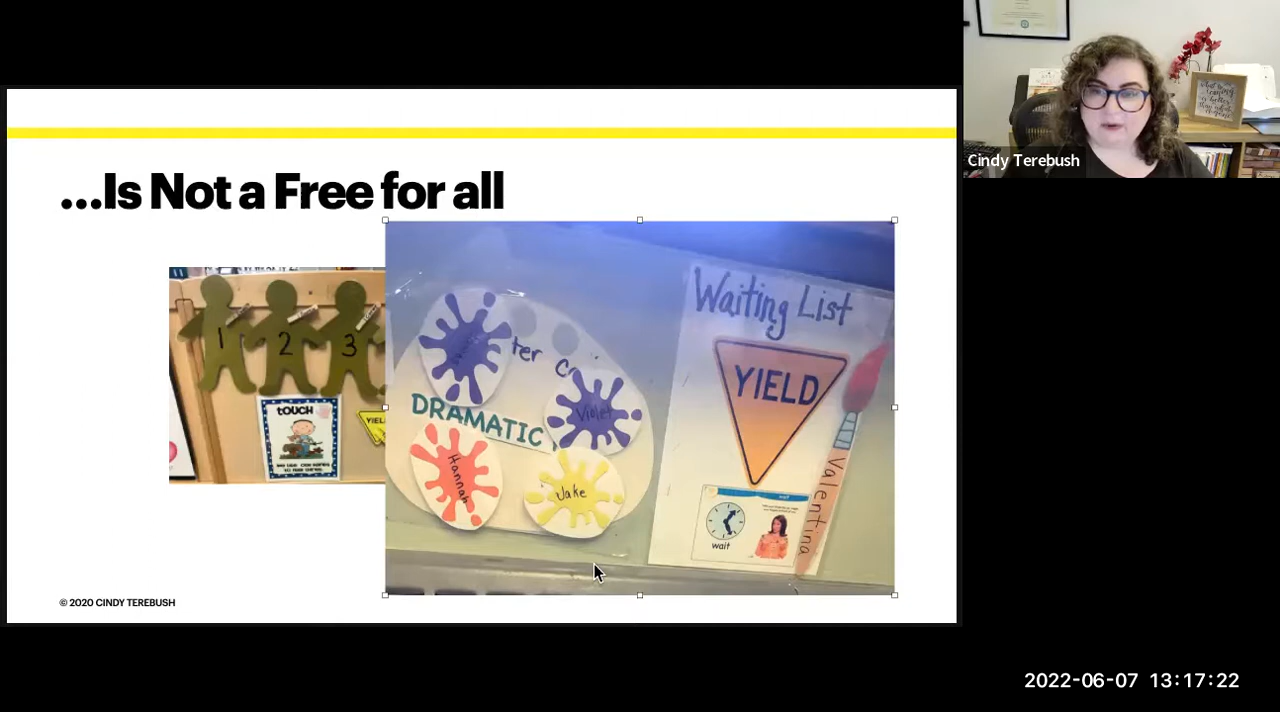 ...Is Not a Free for all
1
2
3
TOUCH
YIEL
ter C
DRAMATIC
Violet
Hannah
Jake
Waiting List
YIELD
wait
Valentina
© 2020 CINDY TEREBUSH
Cindy Terebush
2022-06-07 13:17:22